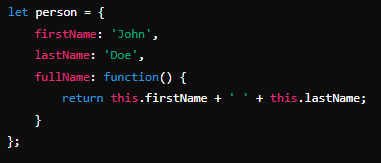 let person = {
    firstName: 'John',
    lastName: 'Doe',
    fullName: function() {
        return this.firstName + ' ' + this.lastName;
    }
};